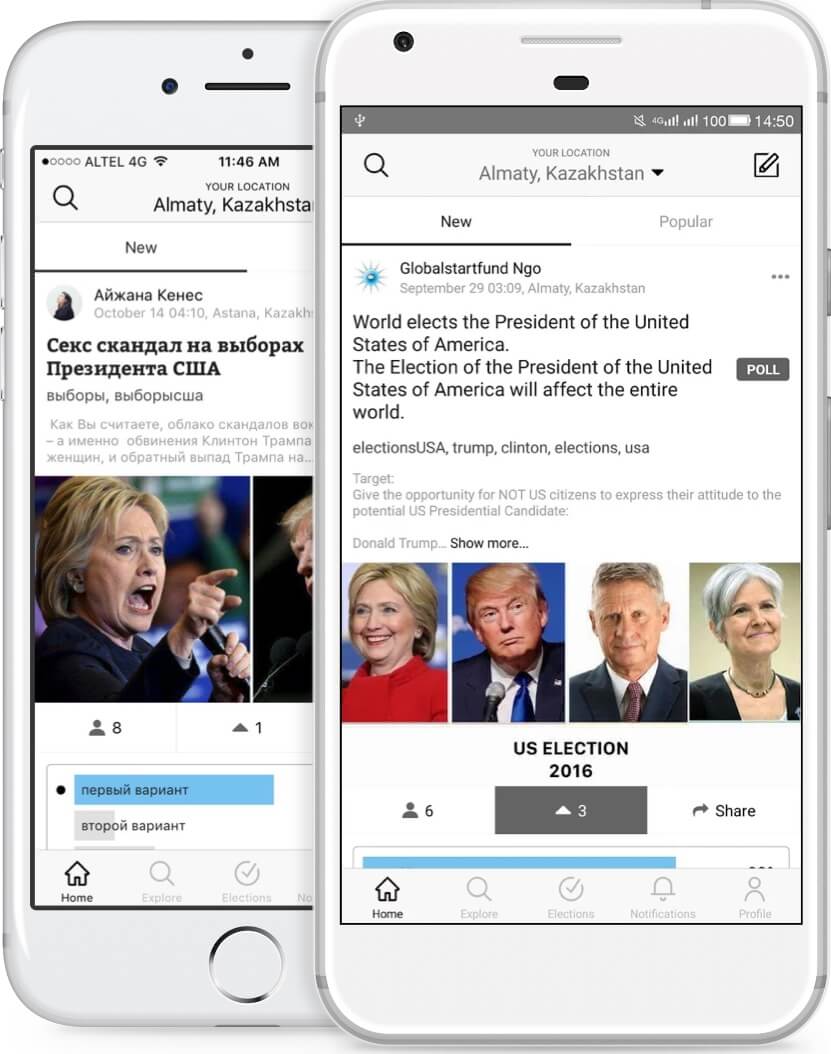 ALTEL 4G
11:46 AM
YOUR LOCATION
Almaty, Kazakhsta
New
Айжана Кенес
October 14 04:10, Astana, Kazakh
Секс скандал на выборах
Президента США
выборы, выборысша
Как Вы считаете, облако скандалов вок
– а именно обвинения Клинтон Трампа
женщин, и обратный выпад Трампа на...
8
1
первый вариант
второй вариант
Home
Explore
Elections
No
4G
100
14:50
YOUR LOCATION
Almaty, Kazakhstan
New
Popular
Globalstartfund Ngo
September 29 03:09, Almaty, Kazakhstan
World elects the President of the United
States of America.
The Election of the President of the United
States of America will affect the entire
world.
POLL
electionsUSA, trump, clinton, elections, usa
Target:
Give the opportunity for NOT US citizens to express their attitude to the
potential US Presidential Candidate:
Donald Trump... Show more...
US ELECTION
2016
6
3
Share
Home
Explore
Elections
Notifications
Profile